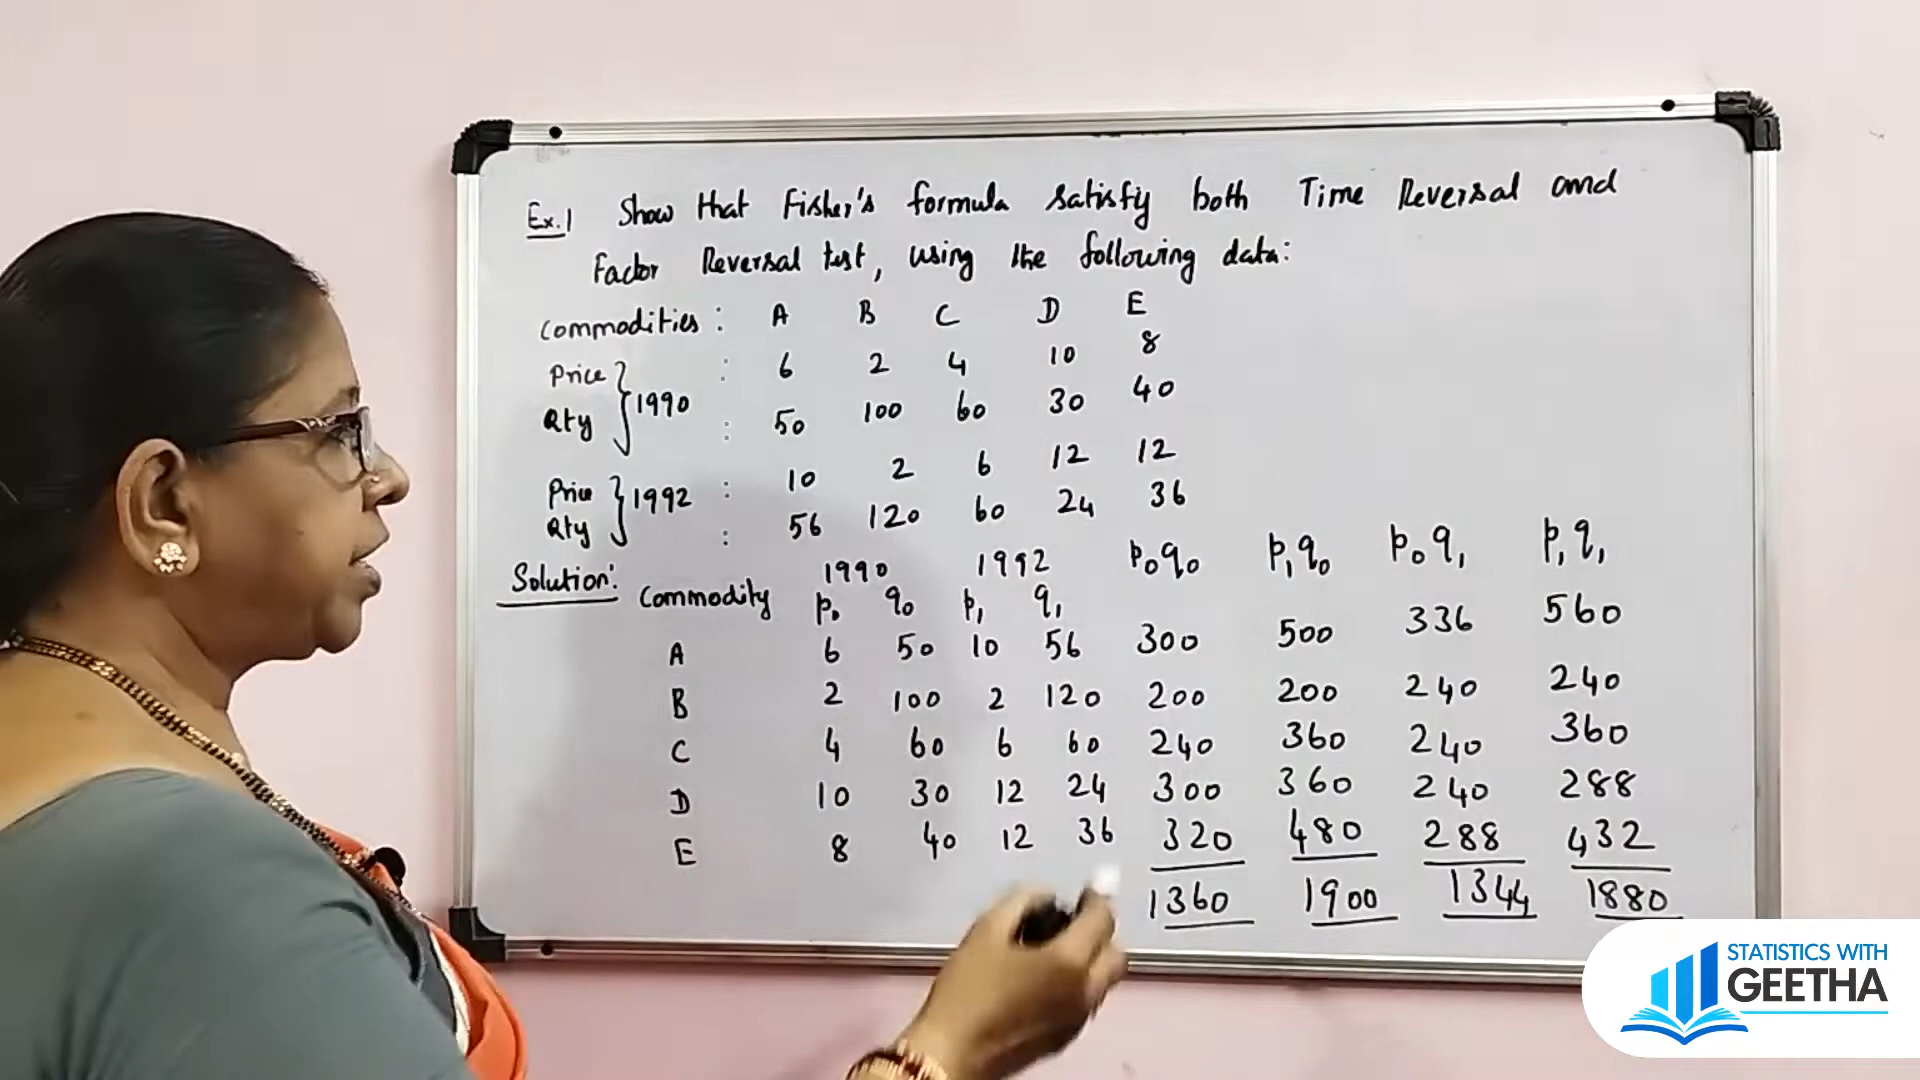 Ex.1 Show that Fisher's formula satisfiy both Time Reversal and
Factor Reversal test, using the following data:
Commodities : A B C D E
Price } 1990 : 6 2 4 10 8
Qty : 50 100 60 30 40
Price } 1992 : 10 2 6 12 12
Qty : 56 120 60 24 36
Solution: Commodity 1990 1992 p₀q₀ p₁q₀ p₀q₁ p₁q₁
p₀ q₀ p₁ q₁
A 6 50 10 56 300 500 336 560
B 2 100 2 120 200 200 240 240
C 4 60 6 60 240 360 240 360
D 10 30 12 24 300 360 240 288
E 8 40 12 36 320 480 288 432
1360 1900 1344 1880
STATISTICS WITH
GEETHA